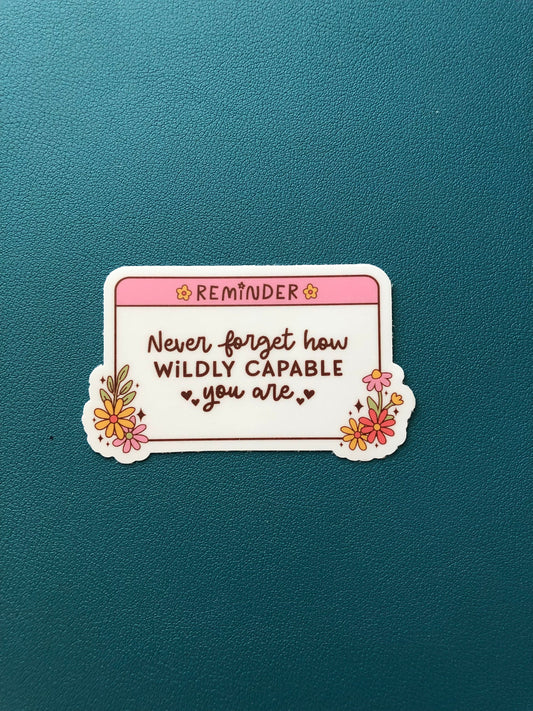 REMiNDER
Never forget how
WiLDLY CAPABLE
you are